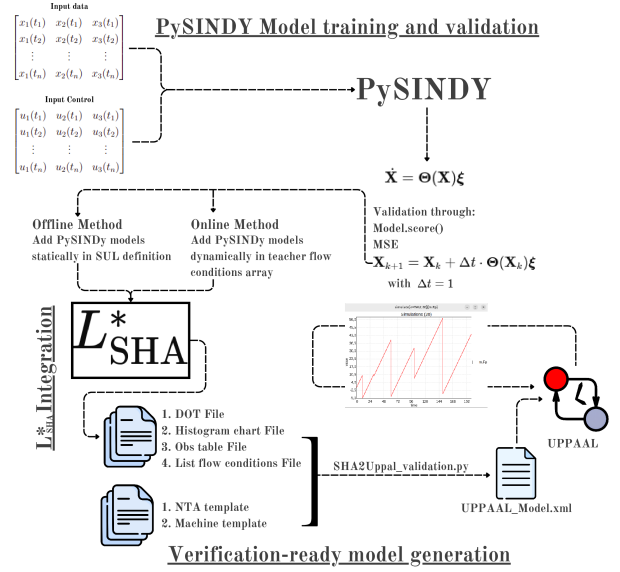 Input data
PySINDY Model training and validation
x₁(t₁) x₂(t₁) x₃(t₁)
x₁(t₂) x₂(t₂) x₃(t₂)
⋮ ⋮ ⋮
x₁(tₙ) x₂(tₙ) x₃(tₙ)
Input Control
u₁(t₁) u₂(t₁) u₃(t₁)
u₁(t₂) u₂(t₂) u₃(t₂)
⋮ ⋮ ⋮
u₁(tₙ) u₂(tₙ) u₃(tₙ)
PySINDY
Ẋ = Θ(X)ξ
Validation through:
Model.score()
MSE
Xₖ₊₁ = Xₖ + Δt · Θ(Xₖ)ξ
with Δt = 1
Offline Method
Add PySINDy models
statically in SUL definition
Online Method
Add PySINDy models
dynamically in teacher flow
conditions array
L*SHA Integration
L*SHA
1. DOT File
2. Histogram chart File
3. Obs table File
4. List flow conditions File
1. NTA template
2. Machine template
SHA2Uppal_validation.py
Simulations (20)
time
UPPAAL
UPPAAL_Model.xml
Verification-ready model generation